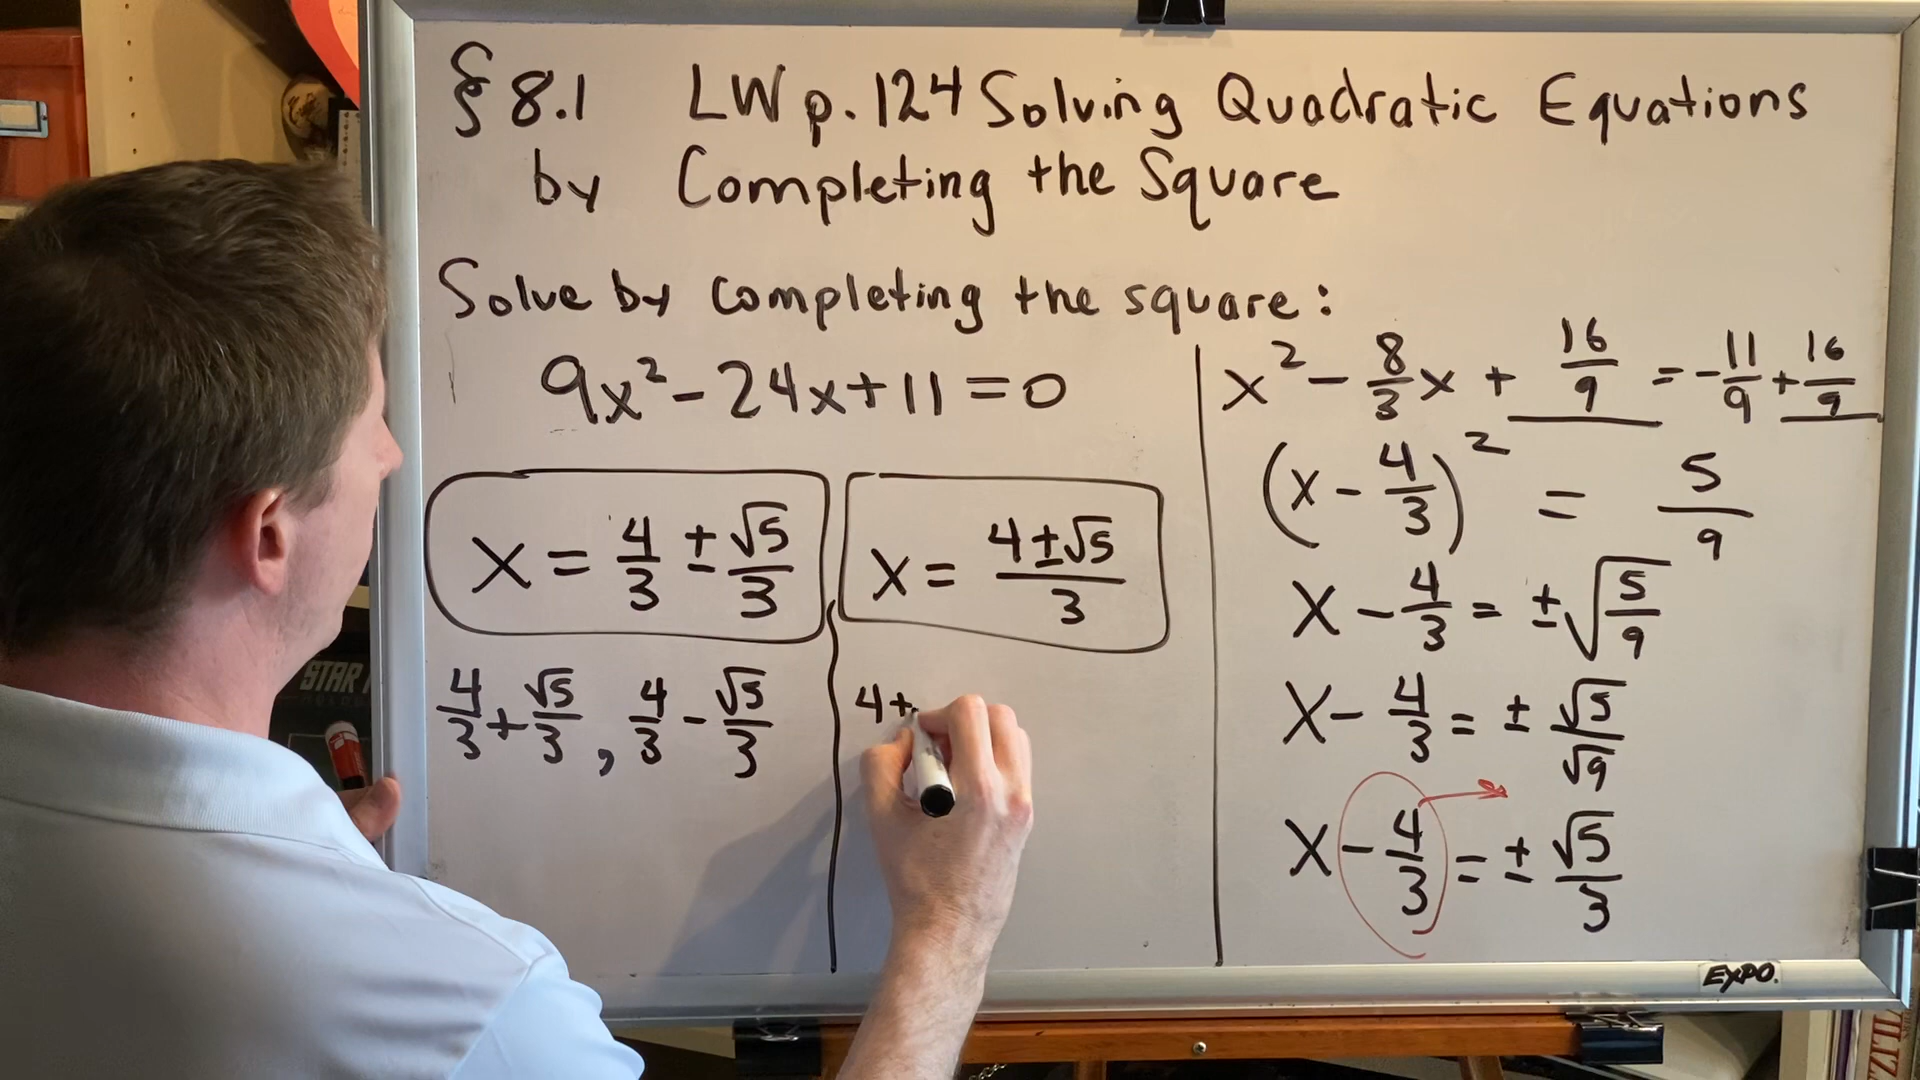 § 8.1 LW p. 124 Solving Quadratic Equations
by Completing the Square
Solve by completing the square:
9x² - 24x + 11 = 0
x = 4/3 ± √5/3
x = (4 ± √5)/3
4/3 + √5/3 , 4/3 - √5/3
4 +
x² - 8/3 x + 16/9 = - 11/9 + 16/9
(x - 4/3)² = 5/9
x - 4/3 = ± √(5/9)
x - 4/3 = ± √5/√9
x - 4/3 = ± √5/3
EXPO.
STAR